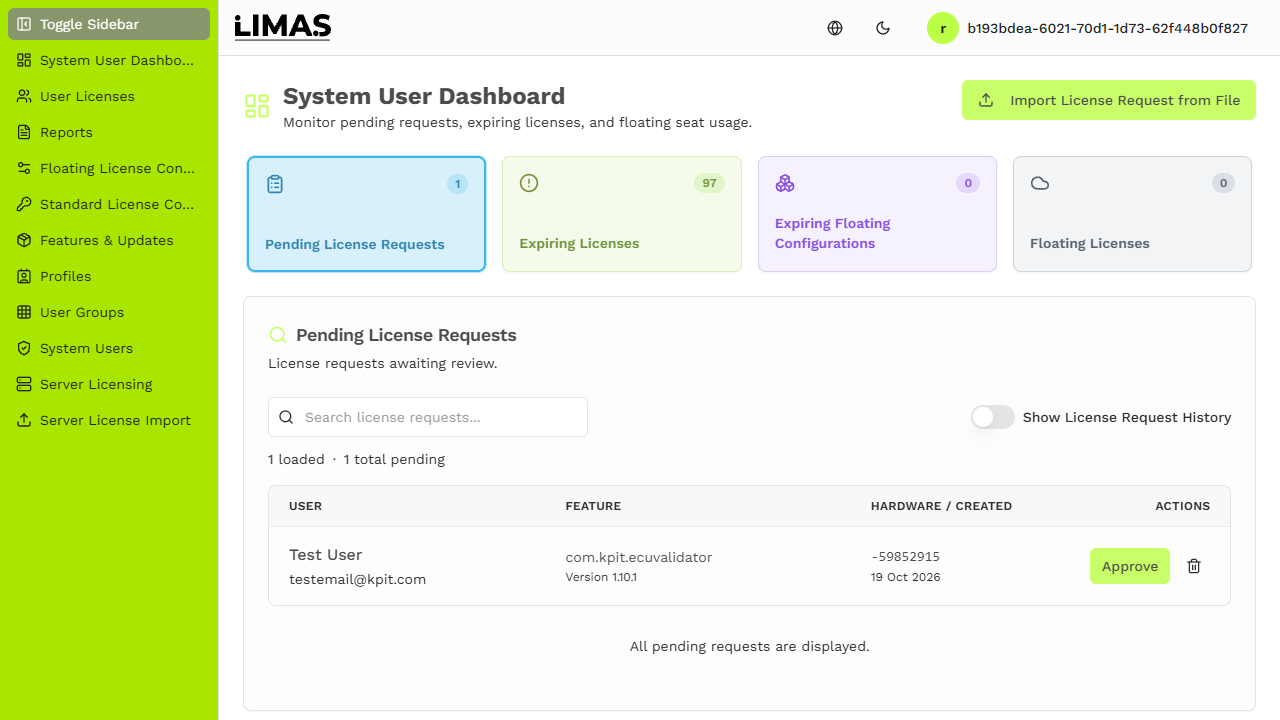 Toggle Sidebar
System User Dashbo...
User Licenses
Reports
Floating License Con...
Standard License Co...
Features & Updates
Profiles
User Groups
System Users
Server Licensing
Server License Import
LIMAS
r
b193bdea-6021-70d1-1d73-62f448b0f827
System User Dashboard
Monitor pending requests, expiring licenses, and floating seat usage.
Import License Request from File
1
Pending License Requests
97
Expiring Licenses
0
Expiring Floating
Configurations
0
Floating Licenses
Pending License Requests
License requests awaiting review.
Search license requests...
Show License Request History
1 loaded · 1 total pending
USER FEATURE HARDWARE / CREATED ACTIONS
Test User
testemail@kpit.com
com.kpit.ecuvalidator
Version 1.10.1
-59852915
19 Oct 2026
Approve
All pending requests are displayed.